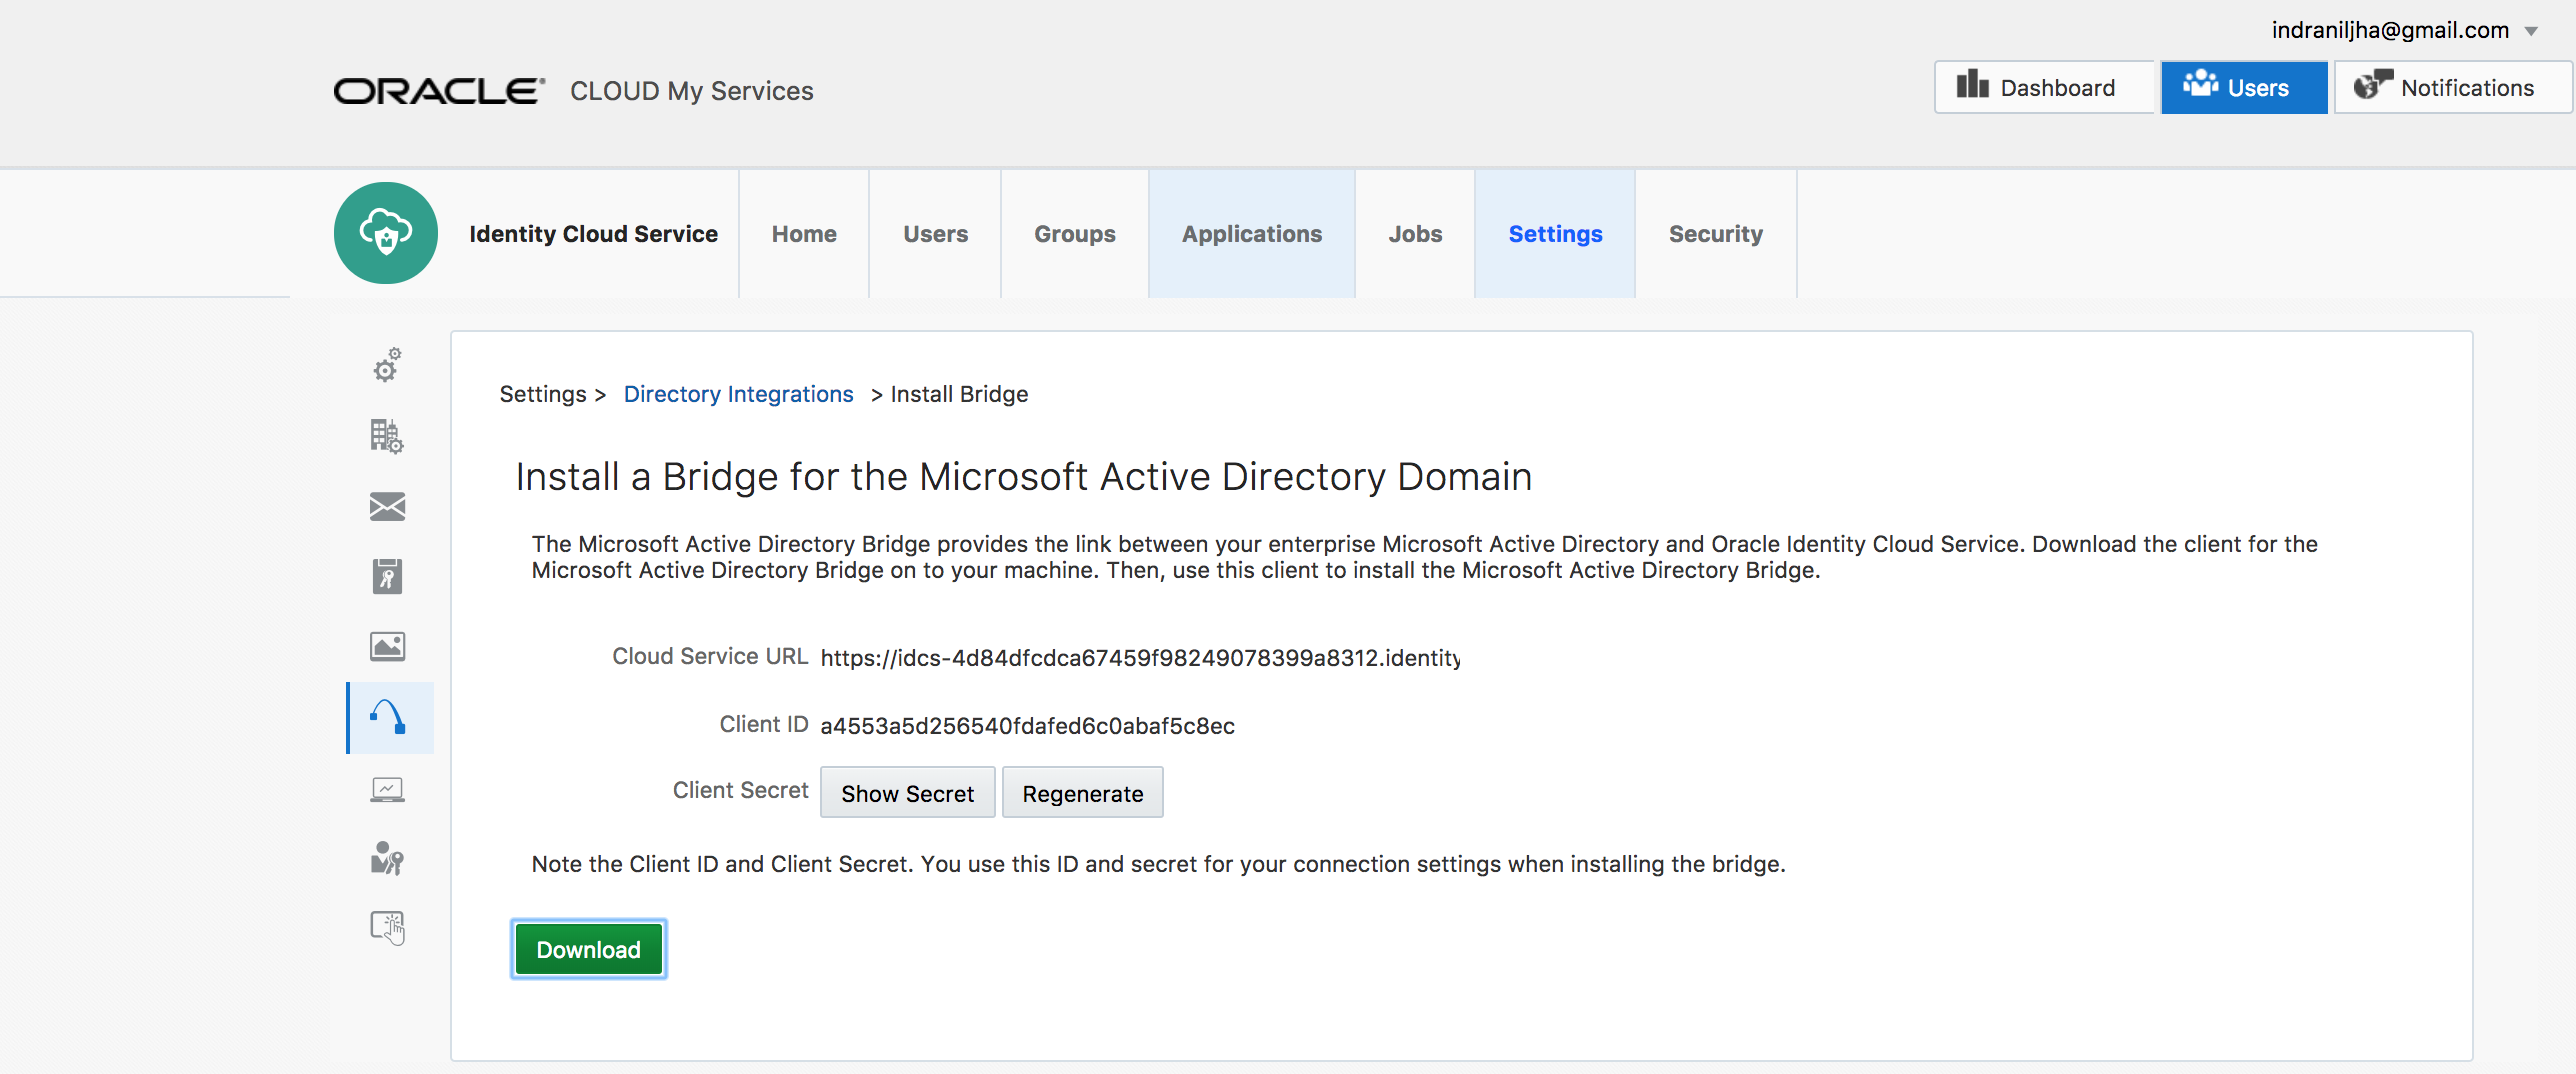 indraniljha@gmail.com
ORACLE CLOUD My Services
Dashboard Users Notifications
Identity Cloud Service Home Users Groups Applications Jobs Settings Security
Settings > Directory Integrations > Install Bridge
Install a Bridge for the Microsoft Active Directory Domain
The Microsoft Active Directory Bridge provides the link between your enterprise Microsoft Active Directory and Oracle Identity Cloud Service. Download the client for the
Microsoft Active Directory Bridge on to your machine. Then, use this client to install the Microsoft Active Directory Bridge.
Cloud Service URL https://idcs-4d84dfcdca67459f98249078399a8312.identity
Client ID a4553a5d256540fdafed6c0abaf5c8ec
Client Secret Show Secret Regenerate
Note the Client ID and Client Secret. You use this ID and secret for your connection settings when installing the bridge.
Download